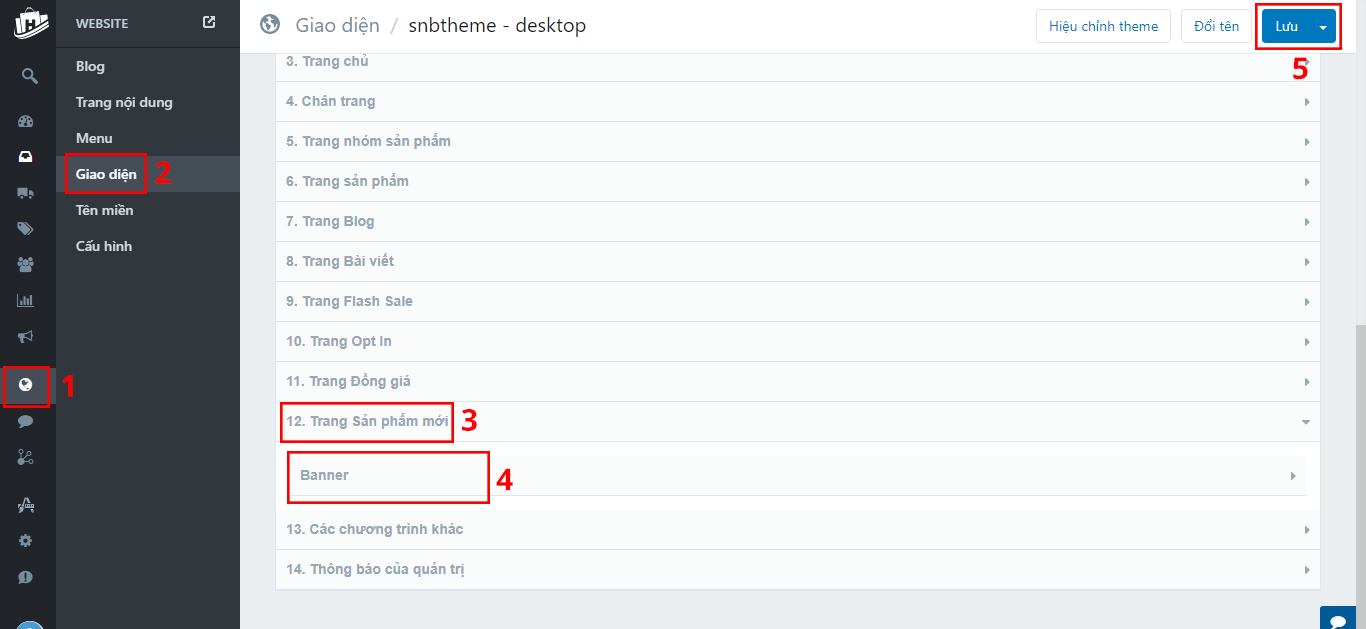 WEBSITE
Blog
Trang nội dung
Menu
Giao diện
2
Tên miền
Cấu hình
1
Giao diện / snbtheme - desktop
Hiệu chỉnh theme
Đổi tên
Lưu
5
3. Trang chủ
4. Chân trang
5. Trang nhóm sản phẩm
6. Trang sản phẩm
7. Trang Blog
8. Trang Bài viết
9. Trang Flash Sale
10. Trang Opt In
11. Trang Đồng giá
12. Trang Sản phẩm mới
3
Banner
4
13. Các chương trình khác
14. Thông báo của quản trị